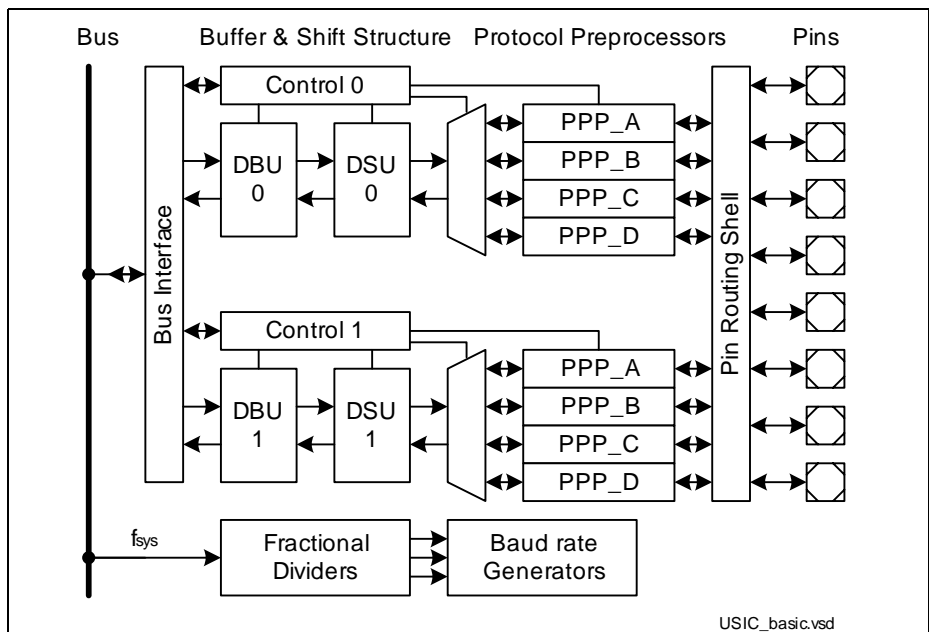 Bus
Buffer & Shift Structure
Protocol Preprocessors
Pins
Bus Interface
Control 0
DBU
0
DSU
0
PPP_A
PPP_B
PPP_C
PPP_D
Pin Routing Shell
Control 1
DBU
1
DSU
1
PPP_A
PPP_B
PPP_C
PPP_D
fsys
Fractional
Dividers
Baud rate
Generators
USIC_basic.vsd